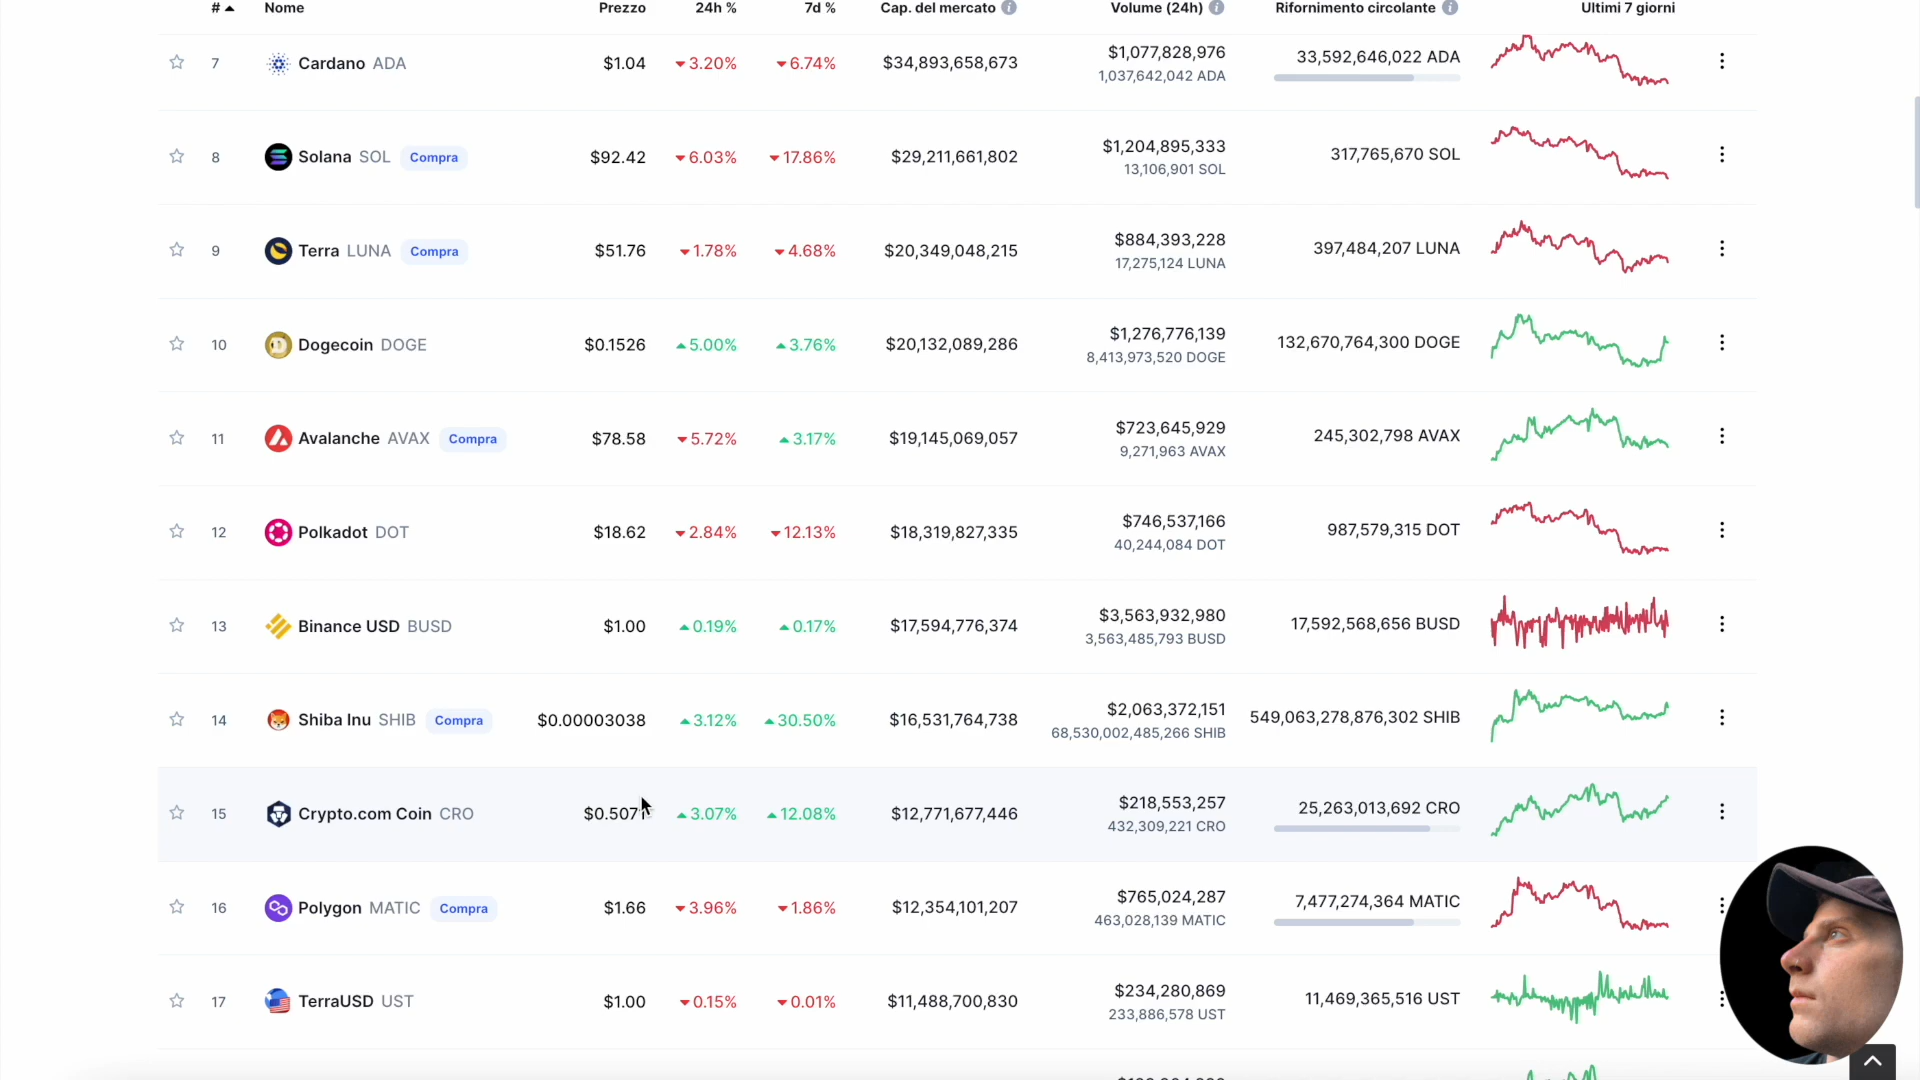 # Nome Prezzo 24h % 7d % Cap. del mercato Volume (24h) Rifornimento circolante Ultimi 7 giorni
7 Cardano ADA $1.04 3.20% 6.74% $34,893,658,673 $1,077,828,976 33,592,646,022 ADA
1,037,642,042 ADA
8 Solana SOL Compra $92.42 6.03% 17.86% $29,211,661,802 $1,204,895,333 317,765,670 SOL
13,106,901 SOL
9 Terra LUNA Compra $51.76 1.78% 4.68% $20,349,048,215 $884,393,228 397,484,207 LUNA
17,275,124 LUNA
10 Dogecoin DOGE $0.1526 5.00% 3.76% $20,132,089,286 $1,276,776,139 132,670,764,300 DOGE
8,413,973,520 DOGE
11 Avalanche AVAX Compra $78.58 5.72% 3.17% $19,145,069,057 $723,645,929 245,302,798 AVAX
9,271,963 AVAX
12 Polkadot DOT $18.62 2.84% 12.13% $18,319,827,335 $746,537,166 987,579,315 DOT
40,244,084 DOT
13 Binance USD BUSD $1.00 0.19% 0.17% $17,594,776,374 $3,563,932,980 17,592,568,656 BUSD
3,563,485,793 BUSD
14 Shiba Inu SHIB Compra $0.00003038 3.12% 30.50% $16,531,764,738 $2,063,372,151 549,063,278,876,302 SHIB
68,530,002,485,266 SHIB
15 Crypto.com Coin CRO 3.07% 12.08% $12,771,677,446 $218,553,257 25,263,013,692 CRO
432,309,221 CRO
16 Polygon MATIC Compra $1.66 3.96% 1.86% $12,354,101,207 $765,024,287 7,477,274,364 MATIC
463,028,139 MATIC
17 TerraUSD UST $1.00 0.15% 0.01% $11,488,700,830 $234,280,869 11,469,365,516 UST
233,886,578 UST